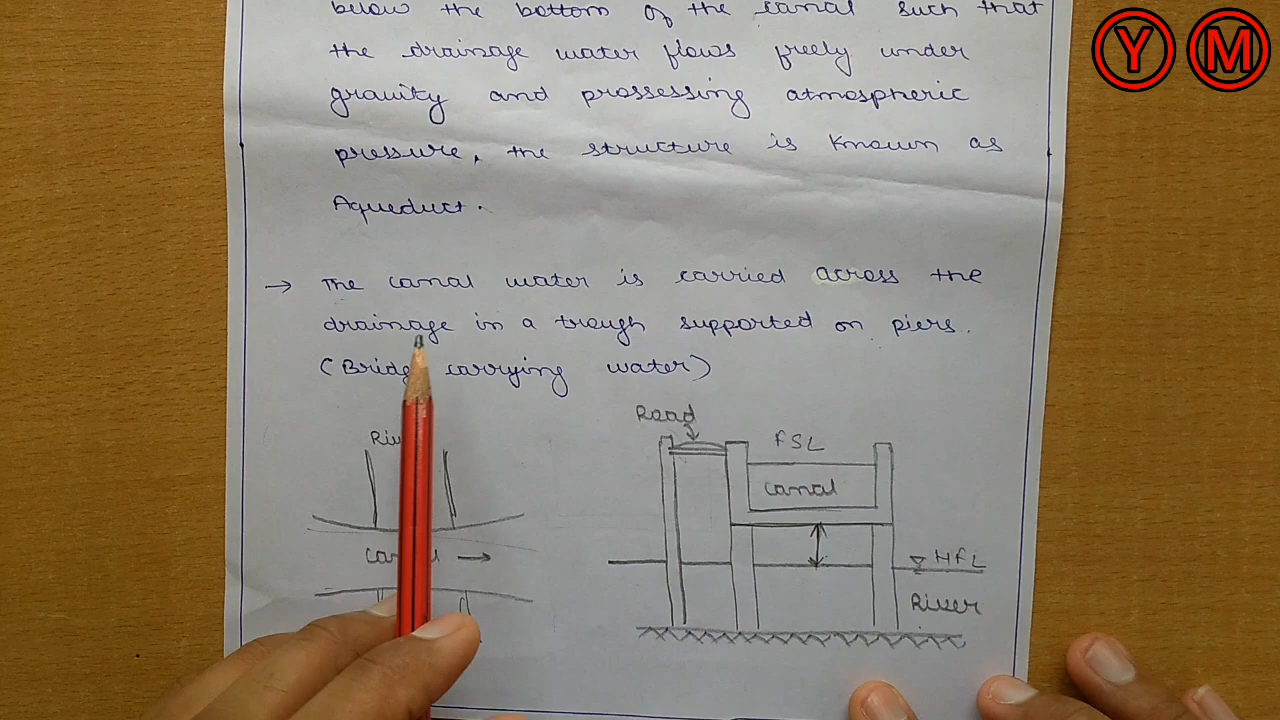 below the bottom of the canal such that
the drainage water flows freely under
gravity and prossessing atmospheric
pressure, the structure is known as
Aqueduct.
→ The canal water is carried across the
drainage in a trough supported on piers.
(Bridg carrying water)
Road
FSL
canal
HFL
River
Y M